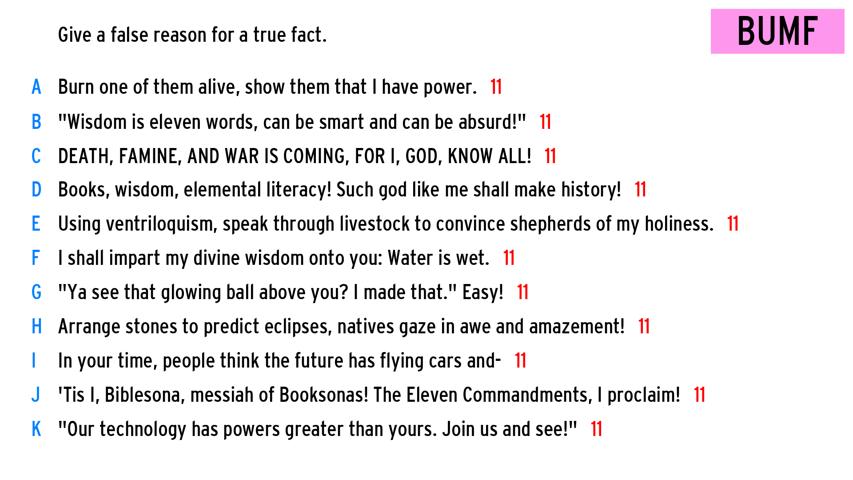 Give a false reason for a true fact.
BUMF
A Burn one of them alive, show them that I have power. 11
B "Wisdom is eleven words, can be smart and can be absurd!" 11
C DEATH, FAMINE, AND WAR IS COMING, FOR I, GOD, KNOW ALL! 11
D Books, wisdom, elemental literacy! Such god like me shall make history! 11
E Using ventriloquism, speak through livestock to convince shepherds of my holiness. 11
F I shall impart my divine wisdom onto you: Water is wet. 11
G "Ya see that glowing ball above you? I made that." Easy! 11
H Arrange stones to predict eclipses, natives gaze in awe and amazement! 11
I In your time, people think the future has flying cars and- 11
J 'Tis I, Biblesona, messiah of Booksonas! The Eleven Commandments, I proclaim! 11
K "Our technology has powers greater than yours. Join us and see!" 11